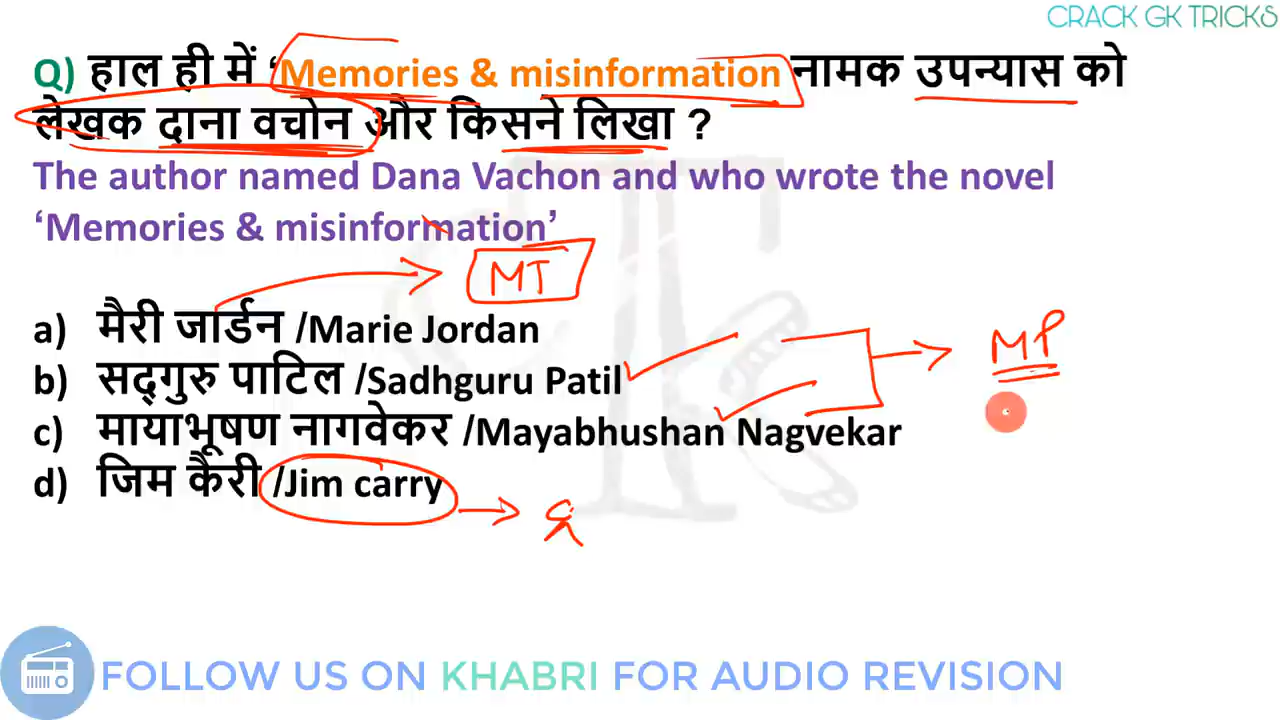 CRACK GK TRICKS
Q) हाल ही में ‘Memories & misinformation नामक उपन्यास को
लेखक दाना वचोन और किसने लिखा ?
The author named Dana Vachon and who wrote the novel
‘Memories & misinformation’
MT
a) मैरी जार्डन /Marie Jordan
b) सद्गुरु पाटिल /Sadhguru Patil
MP
c) मायाभूषण नागवेकर /Mayabhushan Nagvekar
d) जिम कैरी /Jim carry
FOLLOW US ON KHABRI FOR AUDIO REVISION